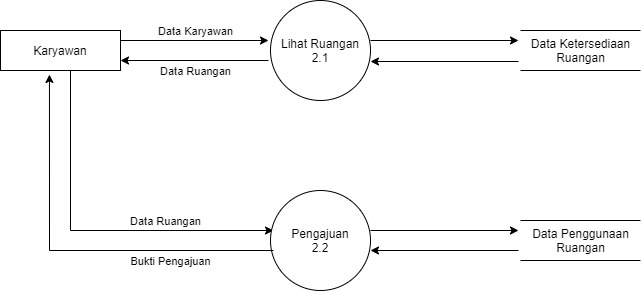 Data Karyawan
Karyawan
Data Ruangan
Lihat Ruangan
2.1
Data Ketersediaan
Ruangan
Data Ruangan
Bukti Pengajuan
Pengajuan
2.2
Data Penggunaan
Ruangan